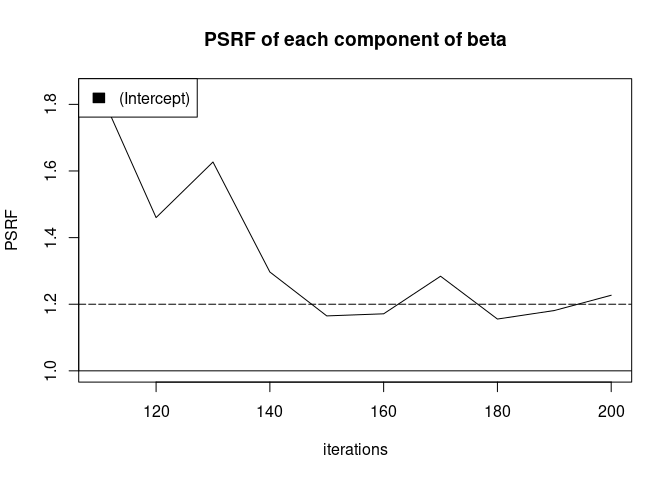 PSRF of each component of beta
(Intercept)
PSRF
1.8
1.6
1.4
1.2
1.0
120 140 160 180 200
iterations